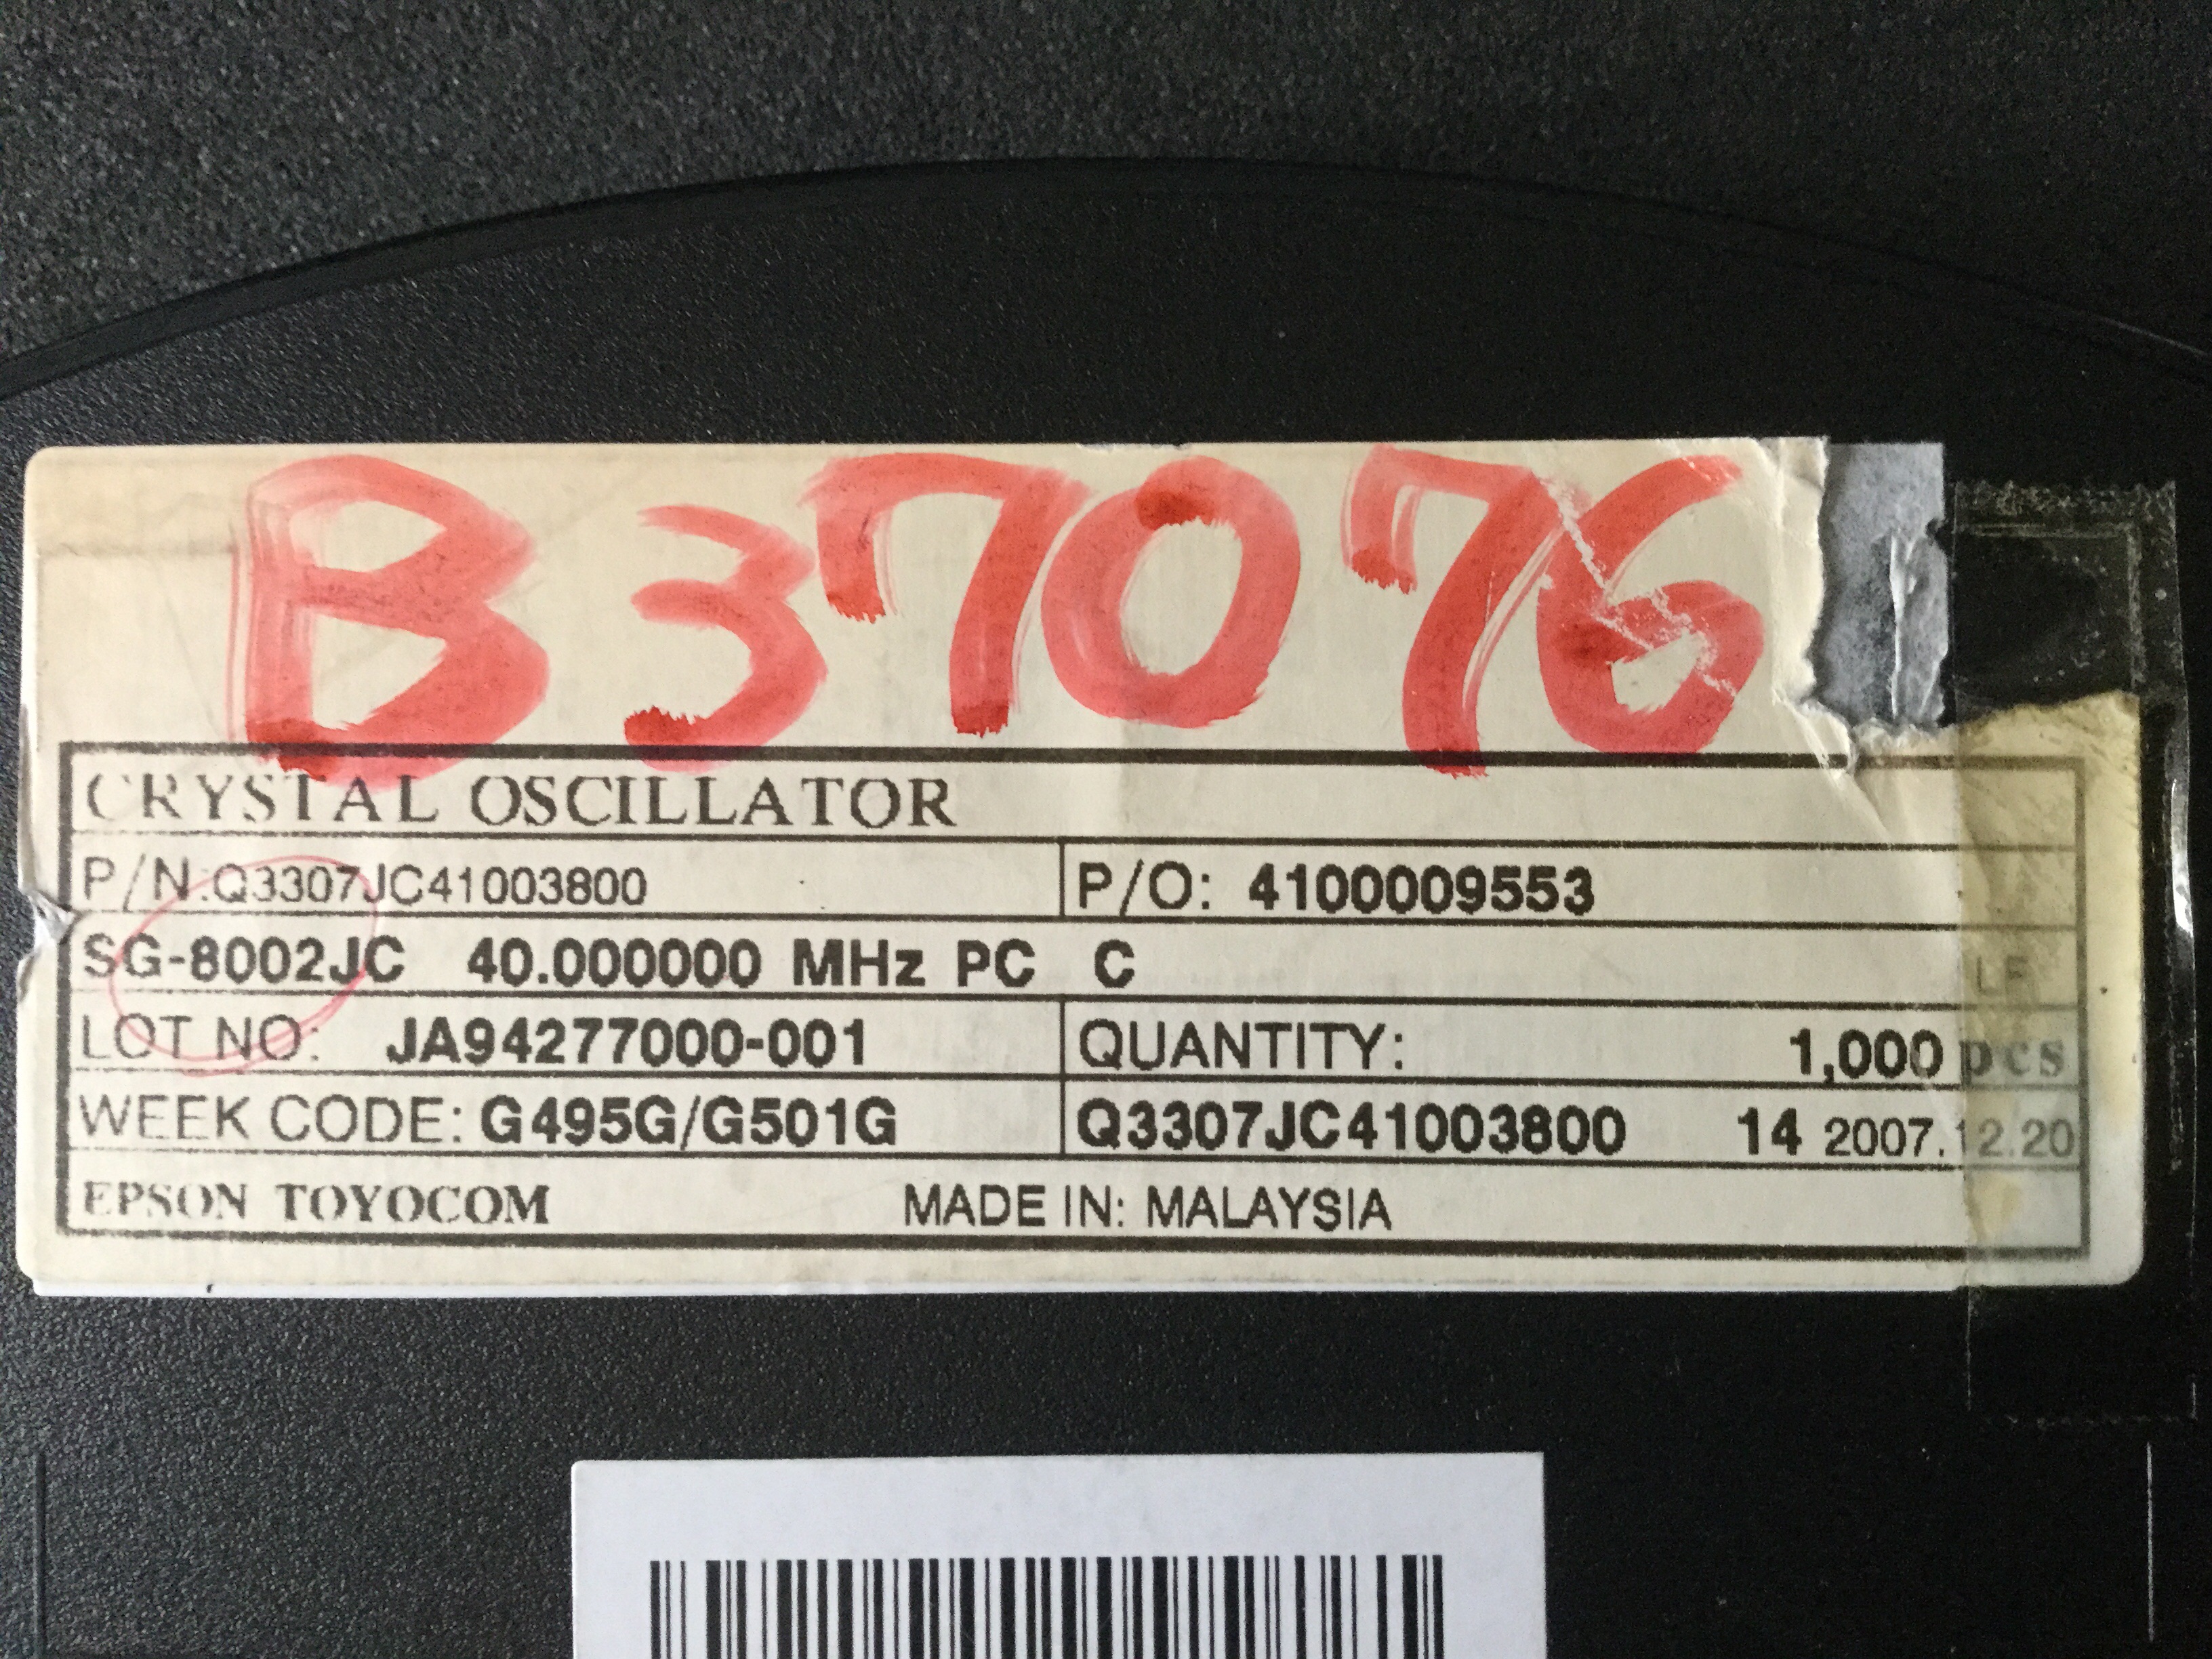 B37076
CRYSTAL OSCILLATOR
P/N:Q3307JC41003800 P/O: 4100009553
SG-8002JC 40.000000 MHz PC C LF
LOT NO: JA94277000-001 QUANTITY: 1,000 pcs
WEEK CODE: G495G/G501G Q3307JC41003800 14 2007.12.20
EPSON TOYOCOM MADE IN: MALAYSIA